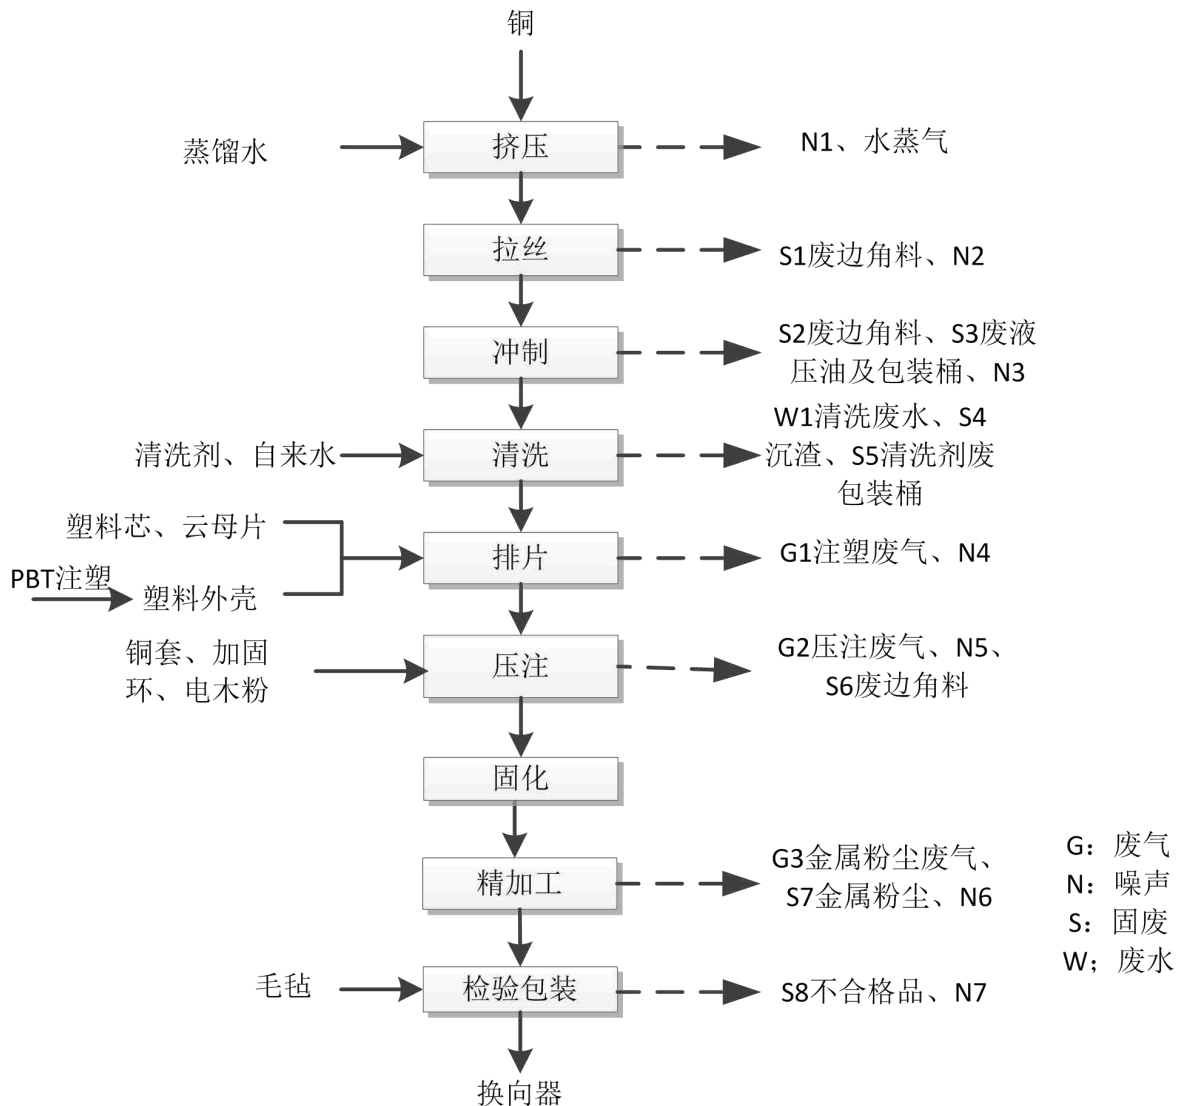 铜
蒸馏水
挤压
N1、水蒸气
拉丝
S1废边角料、N2
冲制
S2废边角料、S3废液
压油及包装桶、N3
清洗剂、自来水
清洗
W1清洗废水、S4
沉渣、S5清洗剂废
包装桶
塑料芯、云母片
PBT注塑
塑料外壳
排片
G1注塑废气、N4
铜套、加固
环、电木粉
压注
G2压注废气、N5、
S6废边角料
固化
精加工
G3金属粉尘废气、
S7金属粉尘、N6
G：废气
N：噪声
S：固废
W；废水
毛毡
检验包装
S8不合格品、N7
换向器